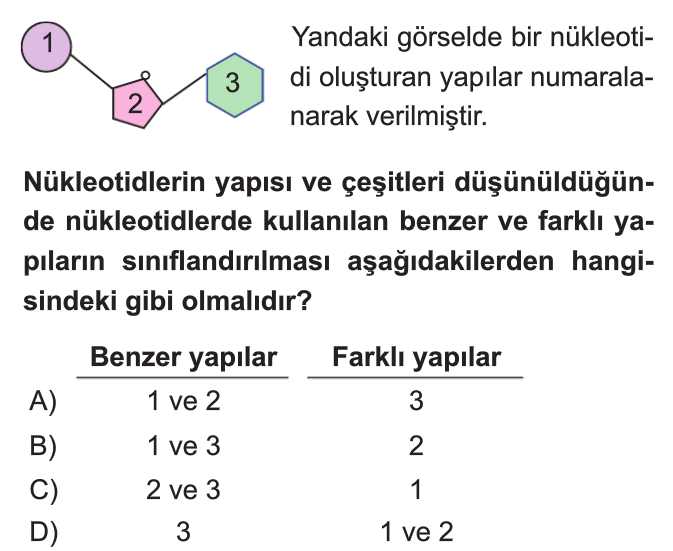 1
2
3
Yandaki görselde bir nükleoti-
di oluşturan yapılar numarala-
narak verilmiştir.
Nükleotidlerin yapısı ve çeşitleri düşünüldüğün-
de nükleotidlerde kullanılan benzer ve farklı ya-
pıların sınıflandırılması aşağıdakilerden hangi-
sindeki gibi olmalıdır?
Benzer yapılar Farklı yapılar
A) 1 ve 2 3
B) 1 ve 3 2
C) 2 ve 3 1
D) 3 1 ve 2